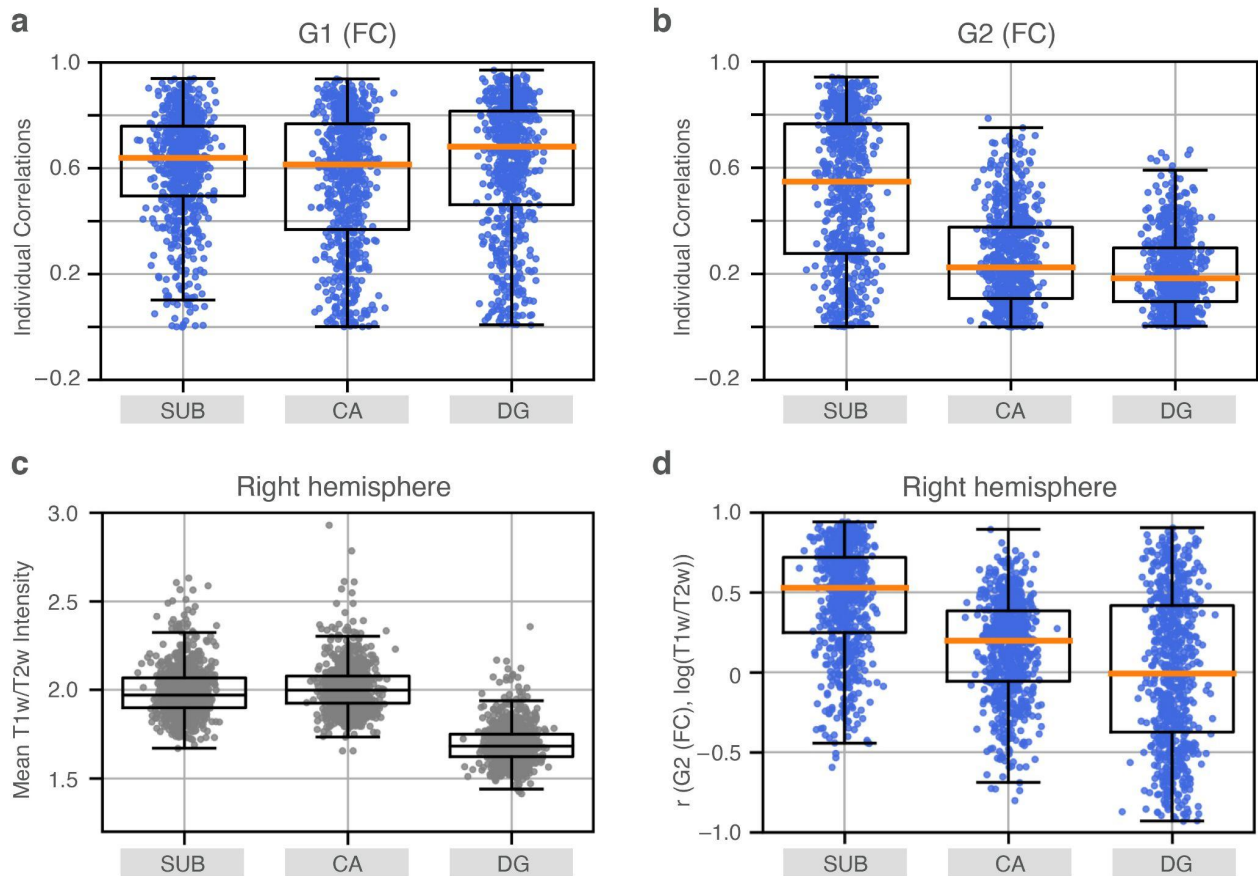 a
G1 (FC)
Individual Correlations
1.0
0.6
0.2
−0.2
SUB CA DG
b
G2 (FC)
Individual Correlations
1.0
0.6
0.2
−0.2
SUB CA DG
c
Right hemisphere
Mean T1w/T2w Intensity
3.0
2.5
2.0
1.5
SUB CA DG
d
Right hemisphere
r (G2 (FC), log(T1w/T2w))
1.0
0.5
0
−0.5
−1.0
SUB CA DG